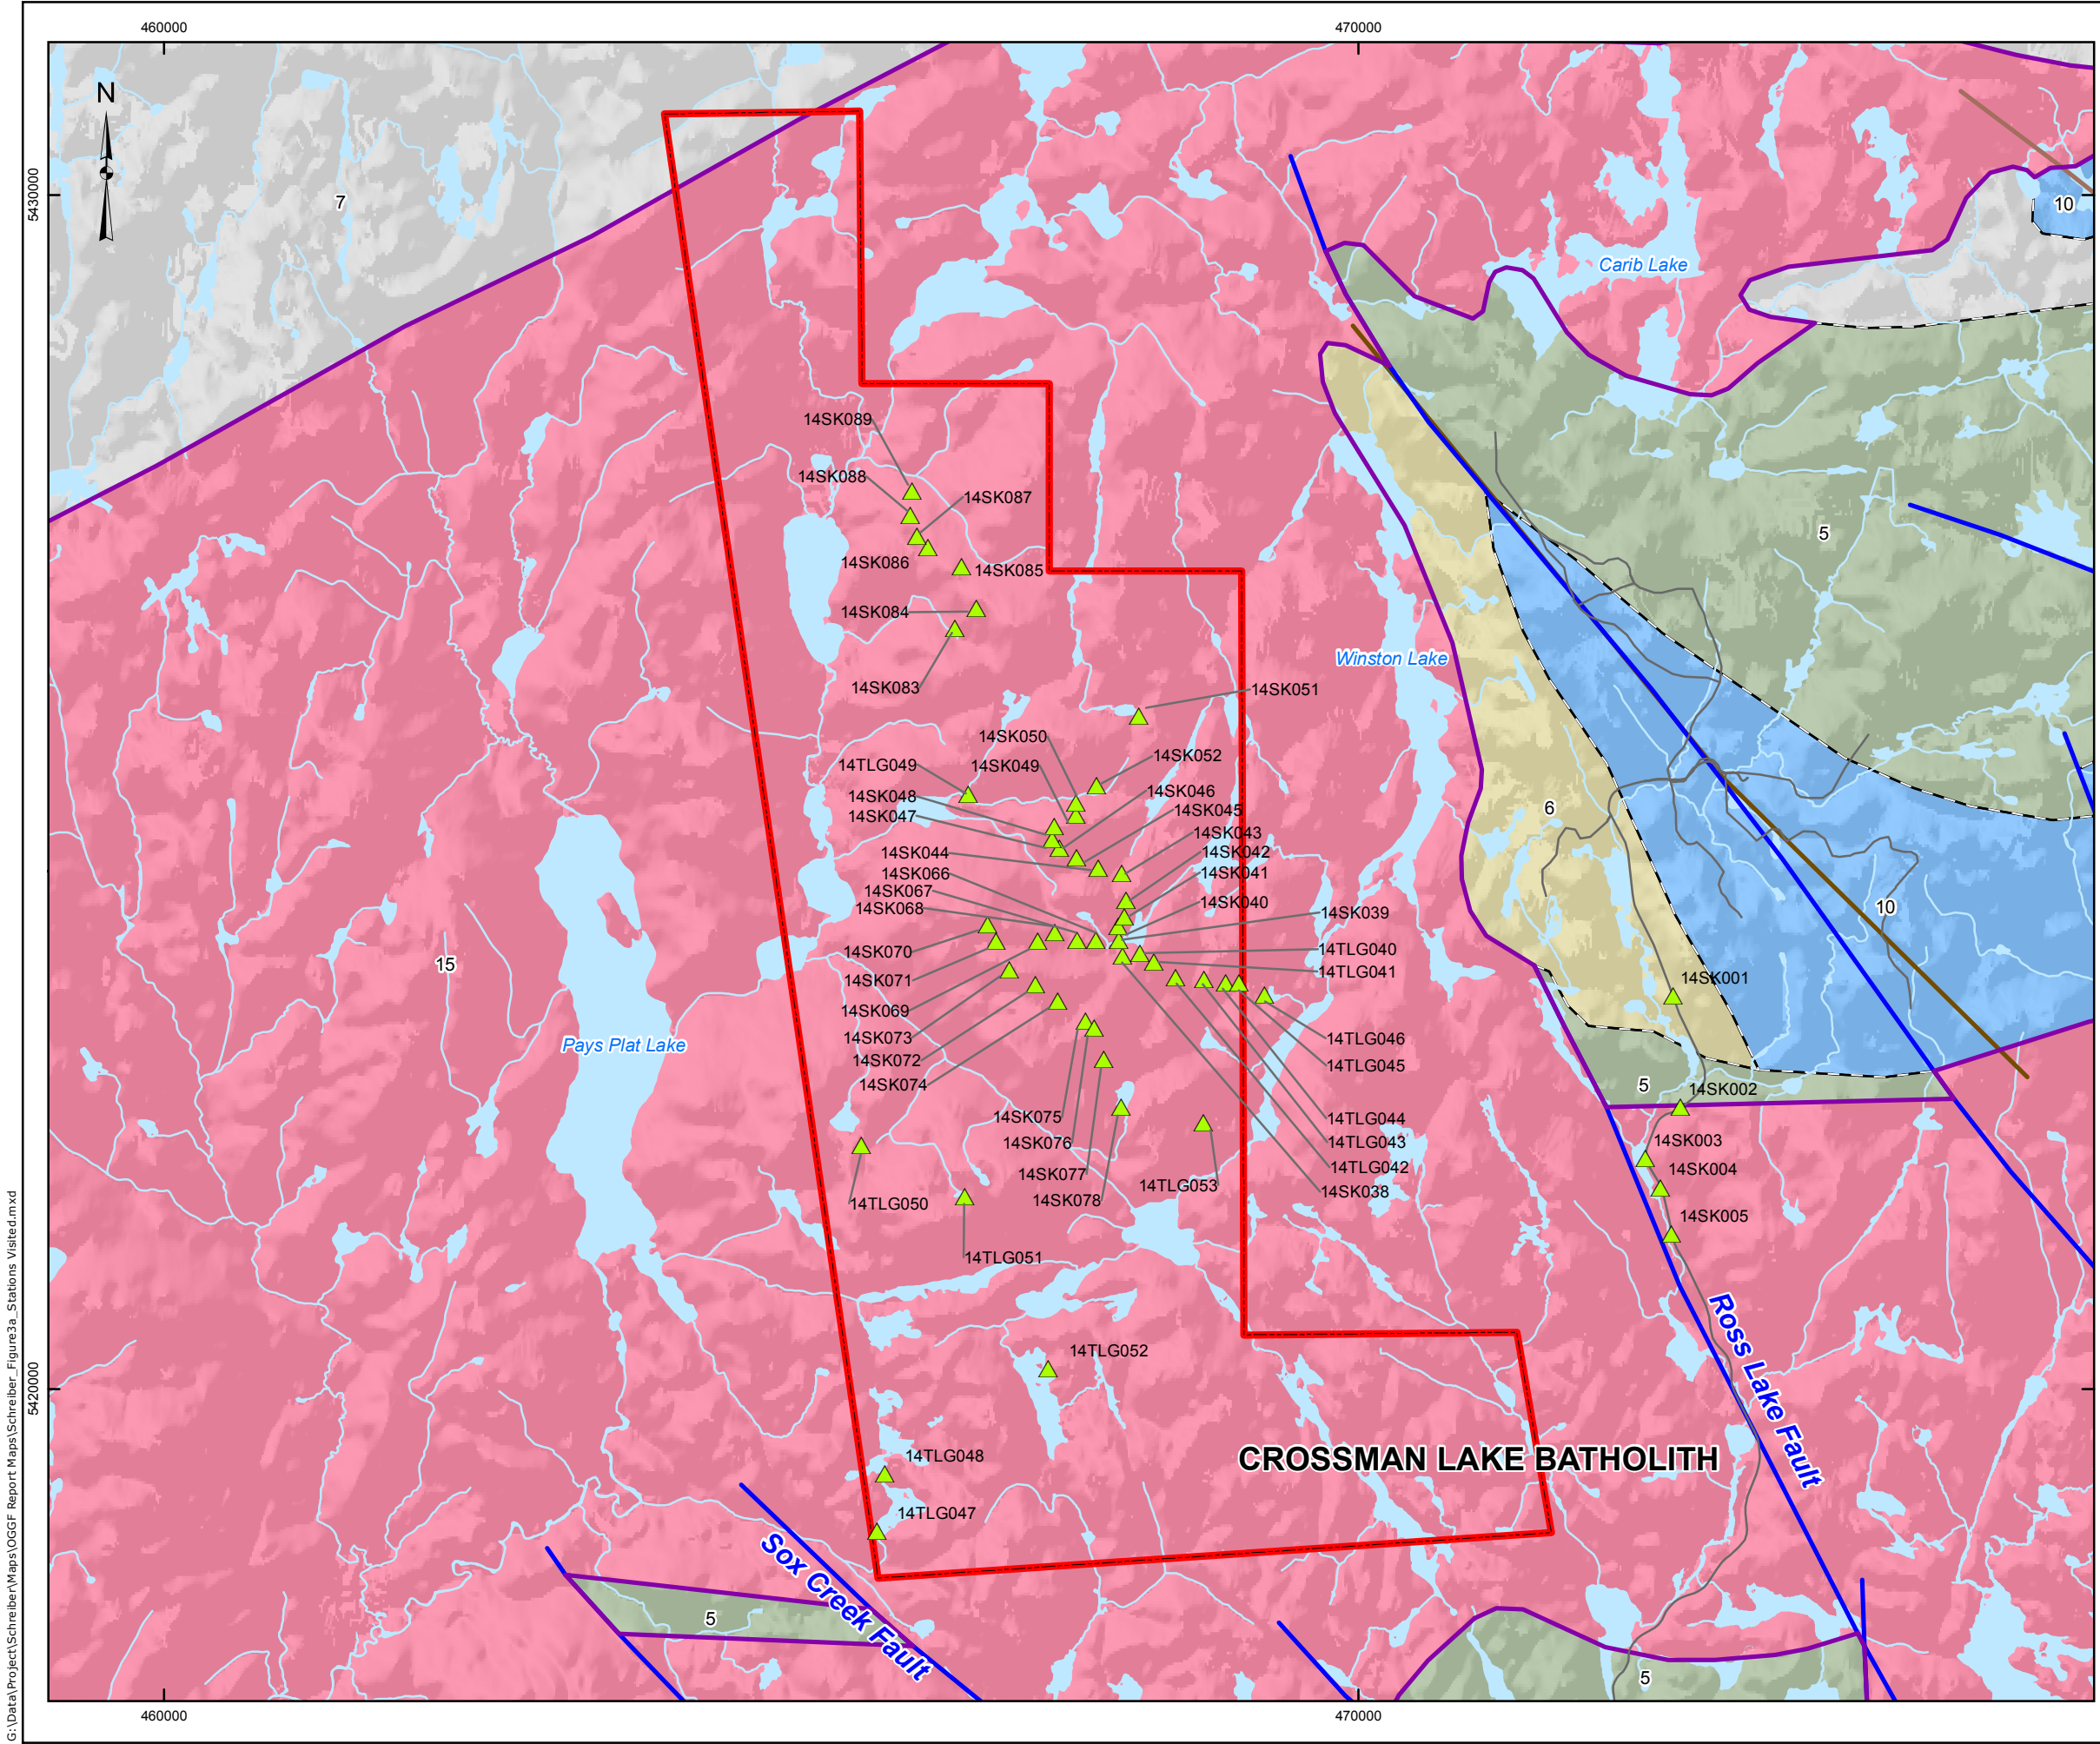 460000
470000
N
5430000
7
10
Carib Lake
14SK089
14SK088
14SK087
5
14SK086
14SK085
14SK084
Winston Lake
14SK083
14SK051
14SK050
14SK052
14TLG049
14SK049
14SK046
14SK048
14SK045
14SK047
6
14SK043
14SK044
14SK042
14SK066
14SK041
14SK067
14SK040
14SK068
10
14SK039
14SK070
14TLG040
15
14TLG041
14SK071
14SK001
14SK069
14SK073
14TLG046
Pays Plat Lake
14SK072
14TLG045
14SK074
5
14SK002
14SK075
14TLG044
14SK076
14TLG043
14SK003
14TLG042
14SK004
14SK077
14TLG053
14SK038
14SK078
14TLG050
14SK005
14TLG051
Ross Lake Fault
14TLG052
5420000
CROSSMAN LAKE BATHOLITH
14TLG048
14TLG047
Sox Creek Fault
5
5
460000
470000
G:\Data\Project\Schreiber\Maps\OGGF Report Maps\Schreiber_Figure3a_Stations Visited.mxd